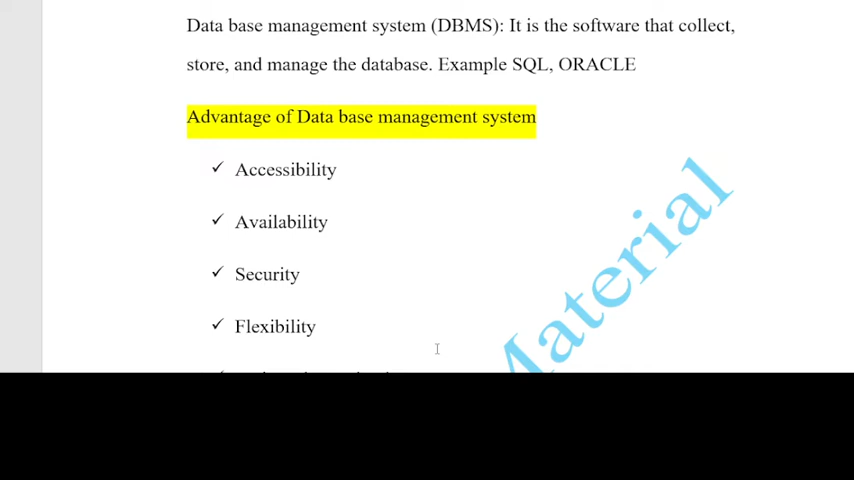 Data base management system (DBMS): It is the software that collect,
store, and manage the database. Example SQL, ORACLE
Advantage of Data base management system
✓ Accessibility
✓ Availability
✓ Security
✓ Flexibility
Material